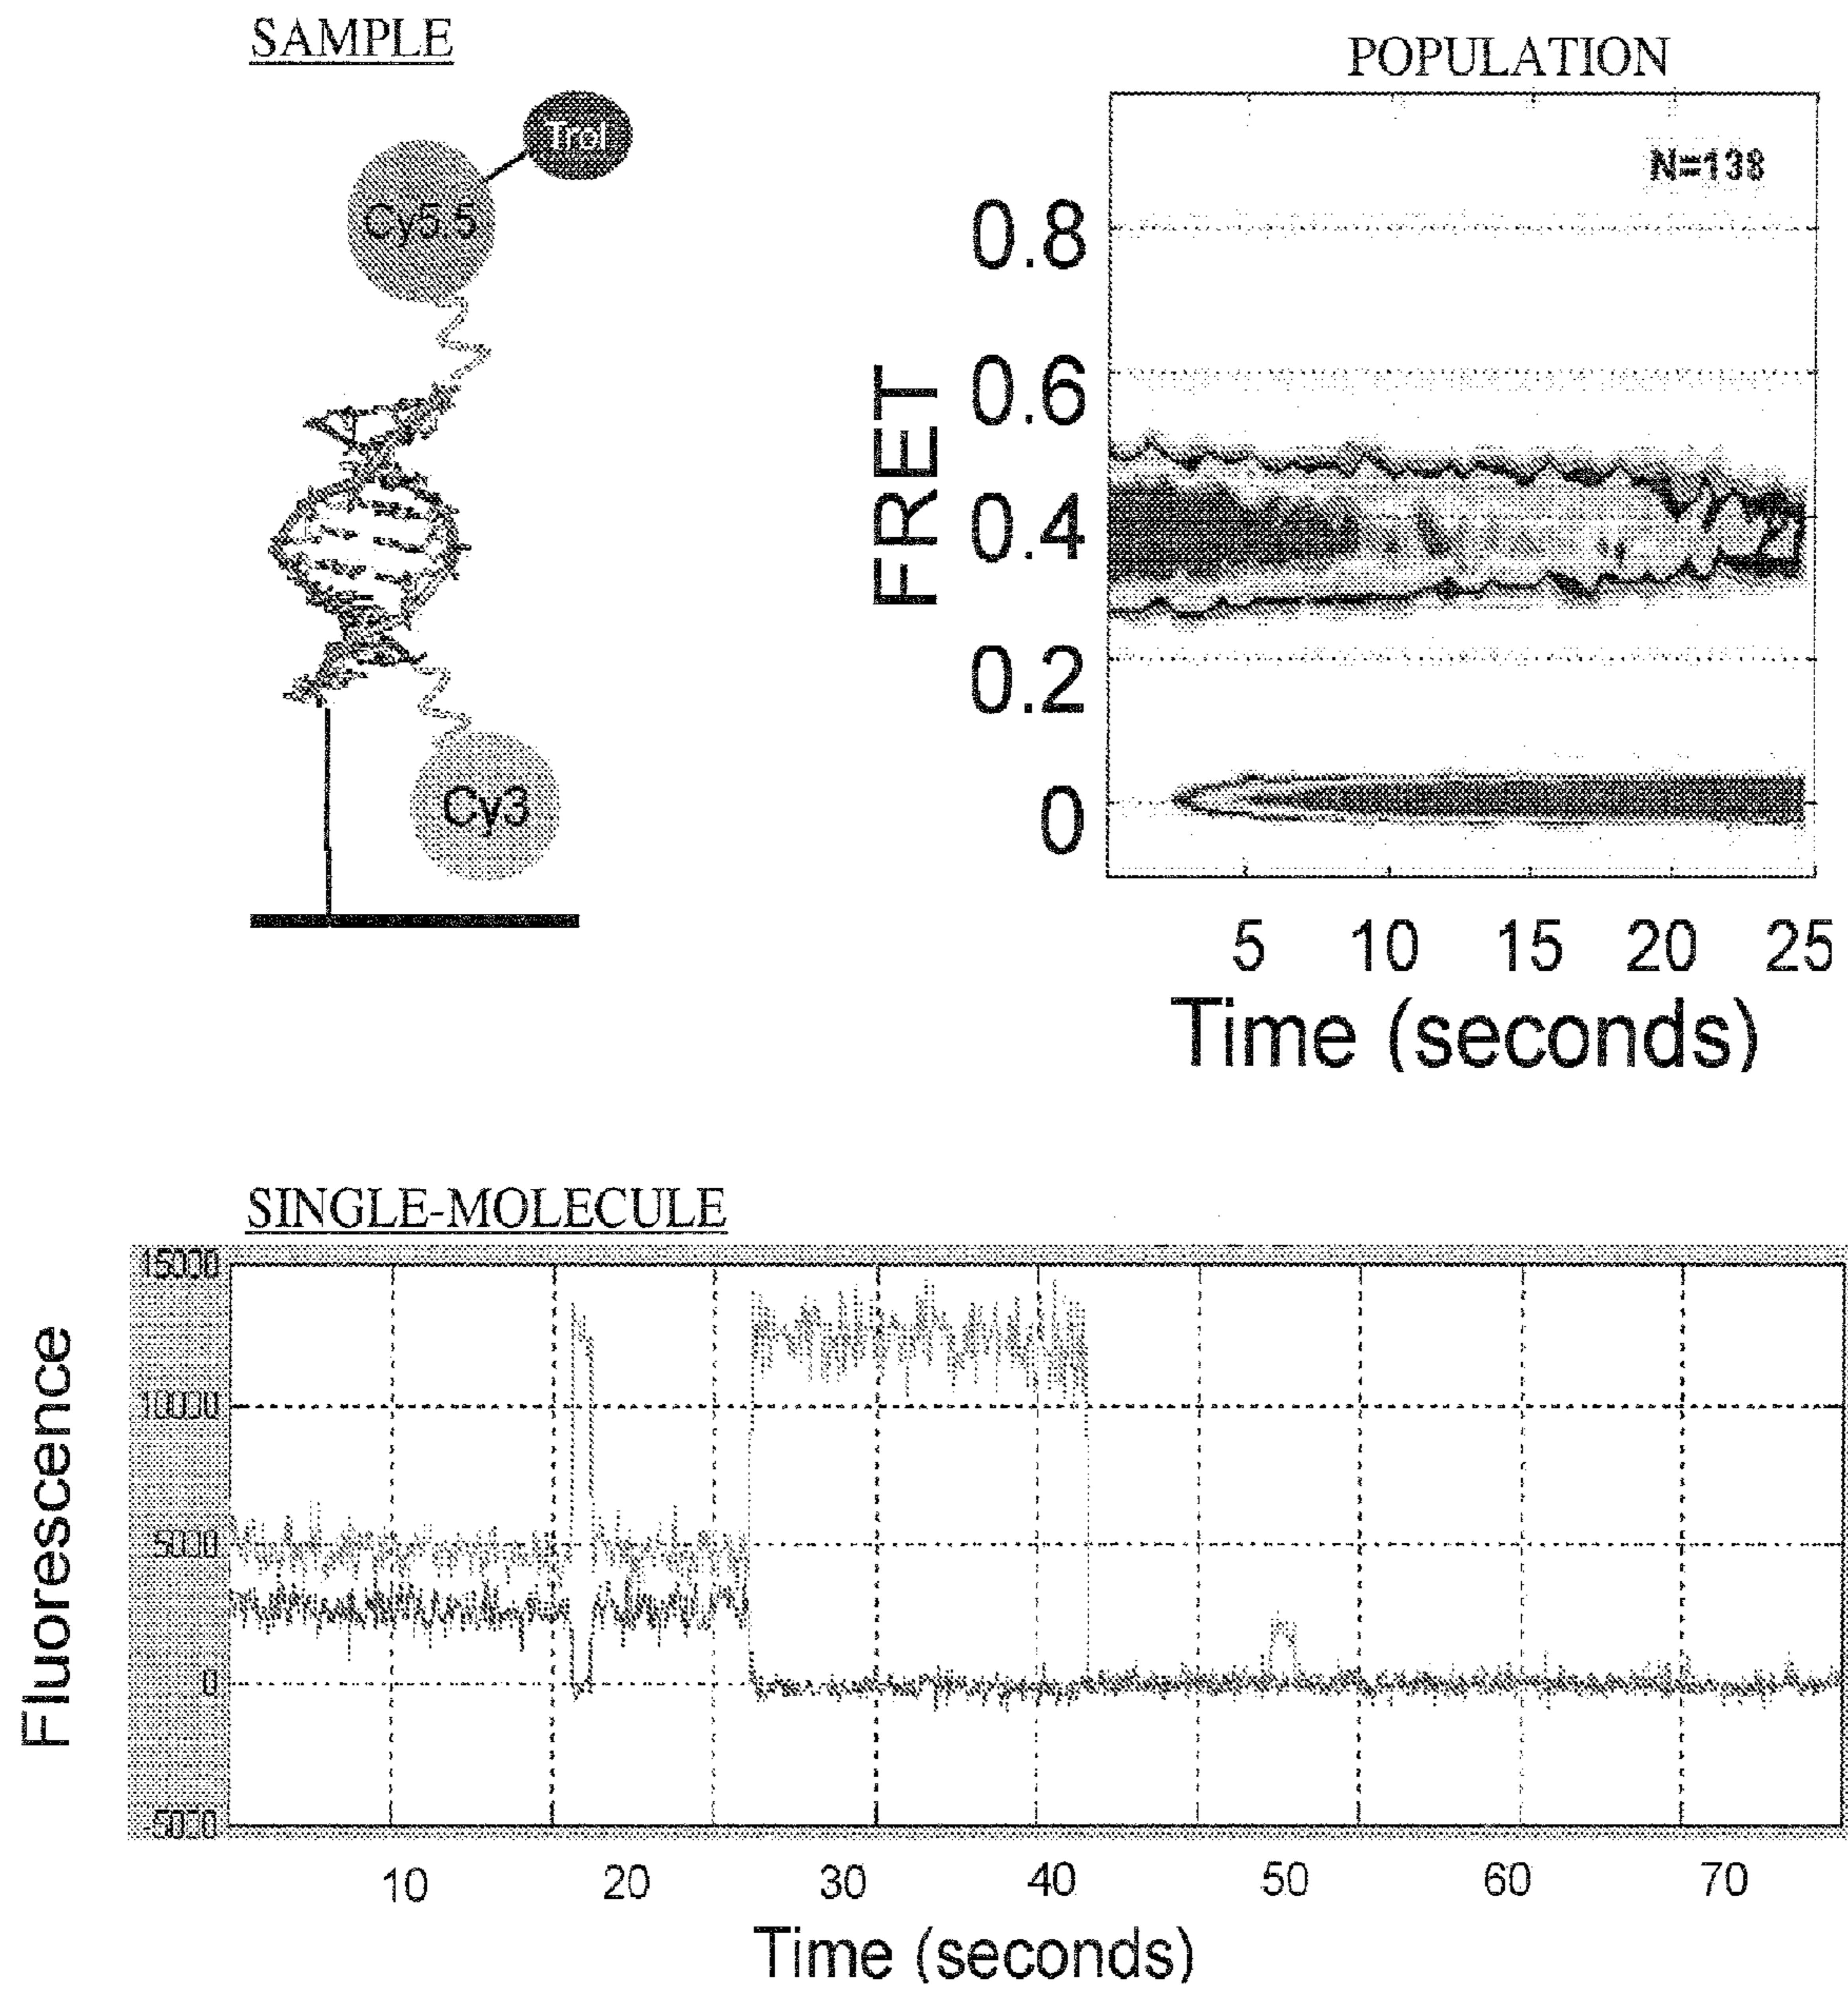 SAMPLE
Trol
Cy5.5
Cy3
POPULATION
N=138
FRET
0.8
0.6
0.4
0.2
0
5 10 15 20 25
Time (seconds)
SINGLE-MOLECULE
Fluorescence
15000
10000
5000
0
-5000
10 20 30 40 50 60 70
Time (seconds)